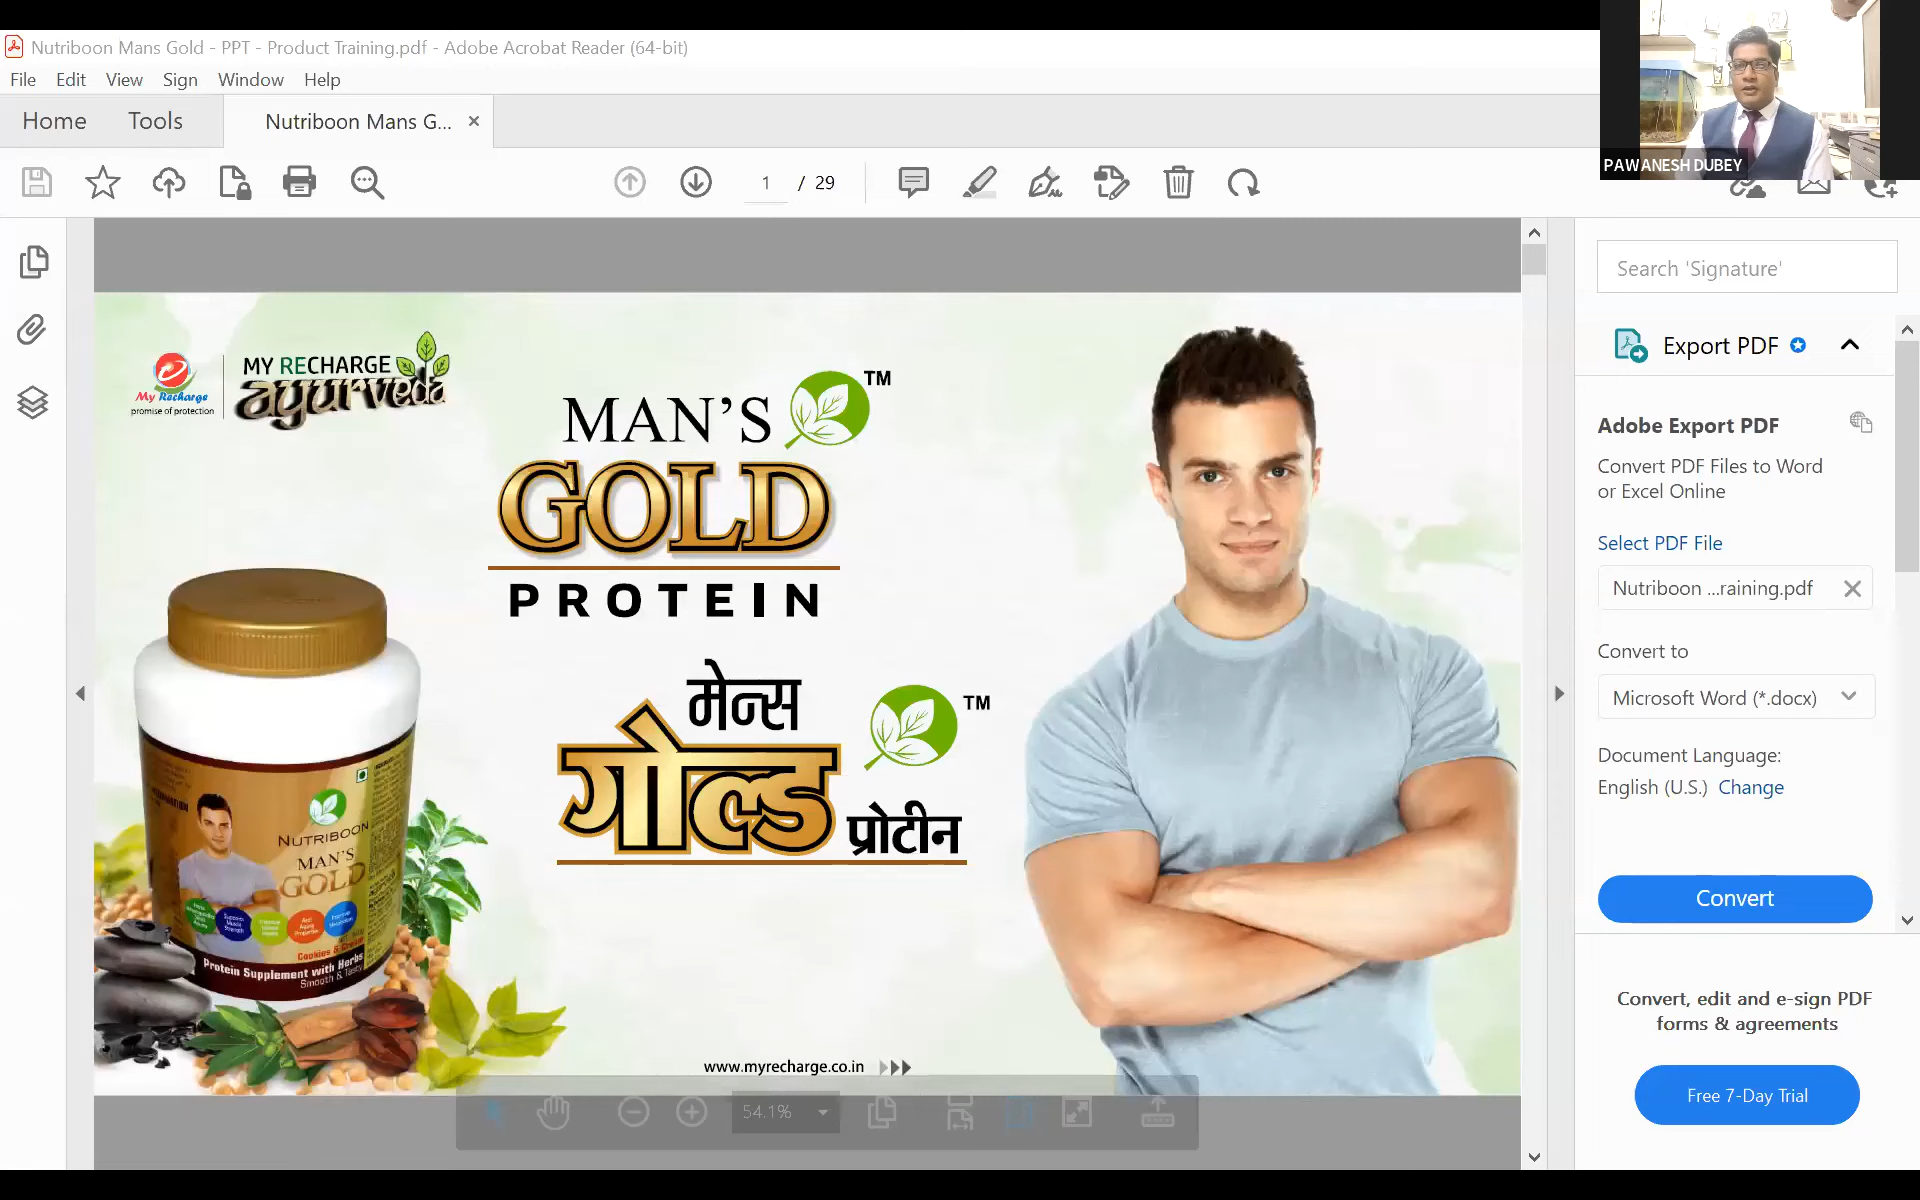 Nutriboon Mans Gold - PPT - Product Training.pdf - Adobe Acrobat Reader (64-bit)
File Edit View Sign Window Help
Home Tools Nutriboon Mans G... ×
1 / 29
PAWANESH DUBEY
Search 'Signature'
Export PDF
Adobe Export PDF
Convert PDF Files to Word
or Excel Online
Select PDF File
Nutriboon ...raining.pdf
Convert to
Microsoft Word (*.docx)
Document Language:
English (U.S.) Change
Convert
Convert, edit and e-sign PDF
forms & agreements
Free 7-Day Trial
My Recharge
promise of protection
MY RECHARGE
ayurveda
MAN'S TM
GOLD
PROTEIN
मेन्स
गोल्ड TM
प्रोटीन
NUTRIBOON
MAN'S
GOLD
Cookies & Cream
Protein Supplement with Herbs
Smooth & Tasty
www.myrecharge.co.in
54.1%